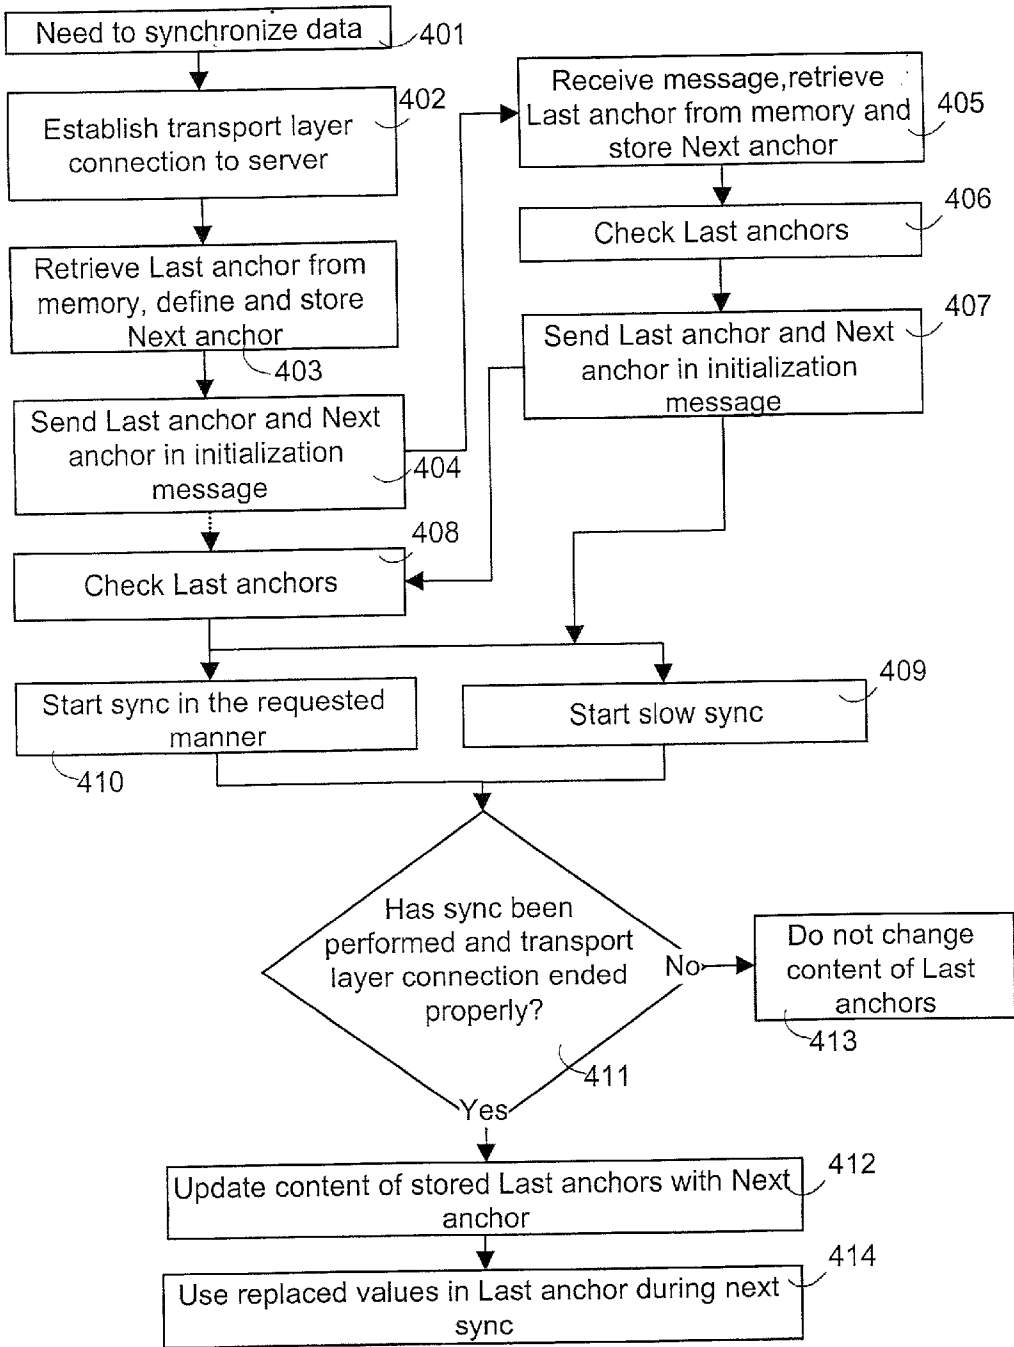 Need to synchronize data
401
Establish transport layer
connection to server
402
Retrieve Last anchor from
memory, define and store
Next anchor
403
Send Last anchor and Next
anchor in initialization
message
404
Receive message,retrieve
Last anchor from memory and
store Next anchor
405
Check Last anchors
406
Send Last anchor and Next
anchor in initialization
message
407
Check Last anchors
408
Start slow sync
409
Start sync in the requested
manner
410
Has sync been
performed and transport
layer connection ended
properly?
411
No
Do not change
content of Last
anchors
413
Yes
Update content of stored Last anchors with Next
anchor
412
Use replaced values in Last anchor during next
sync
414